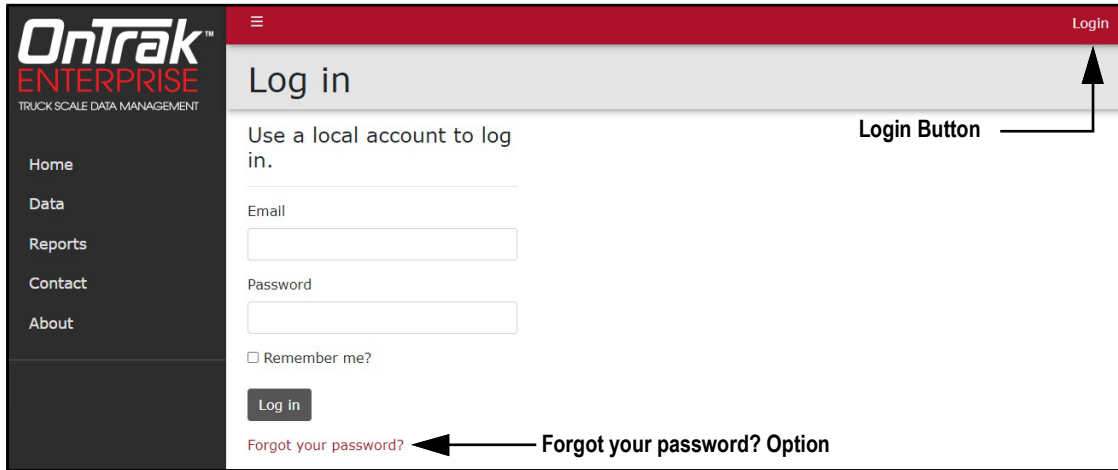 OnTrak™
ENTERPRISE
TRUCK SCALE DATA MANAGEMENT
Home
Data
Reports
Contact
About
Login
Log in
Login Button
Use a local account to log
in.
Email
Password
Remember me?
Log in
Forgot your password?
Forgot your password? Option